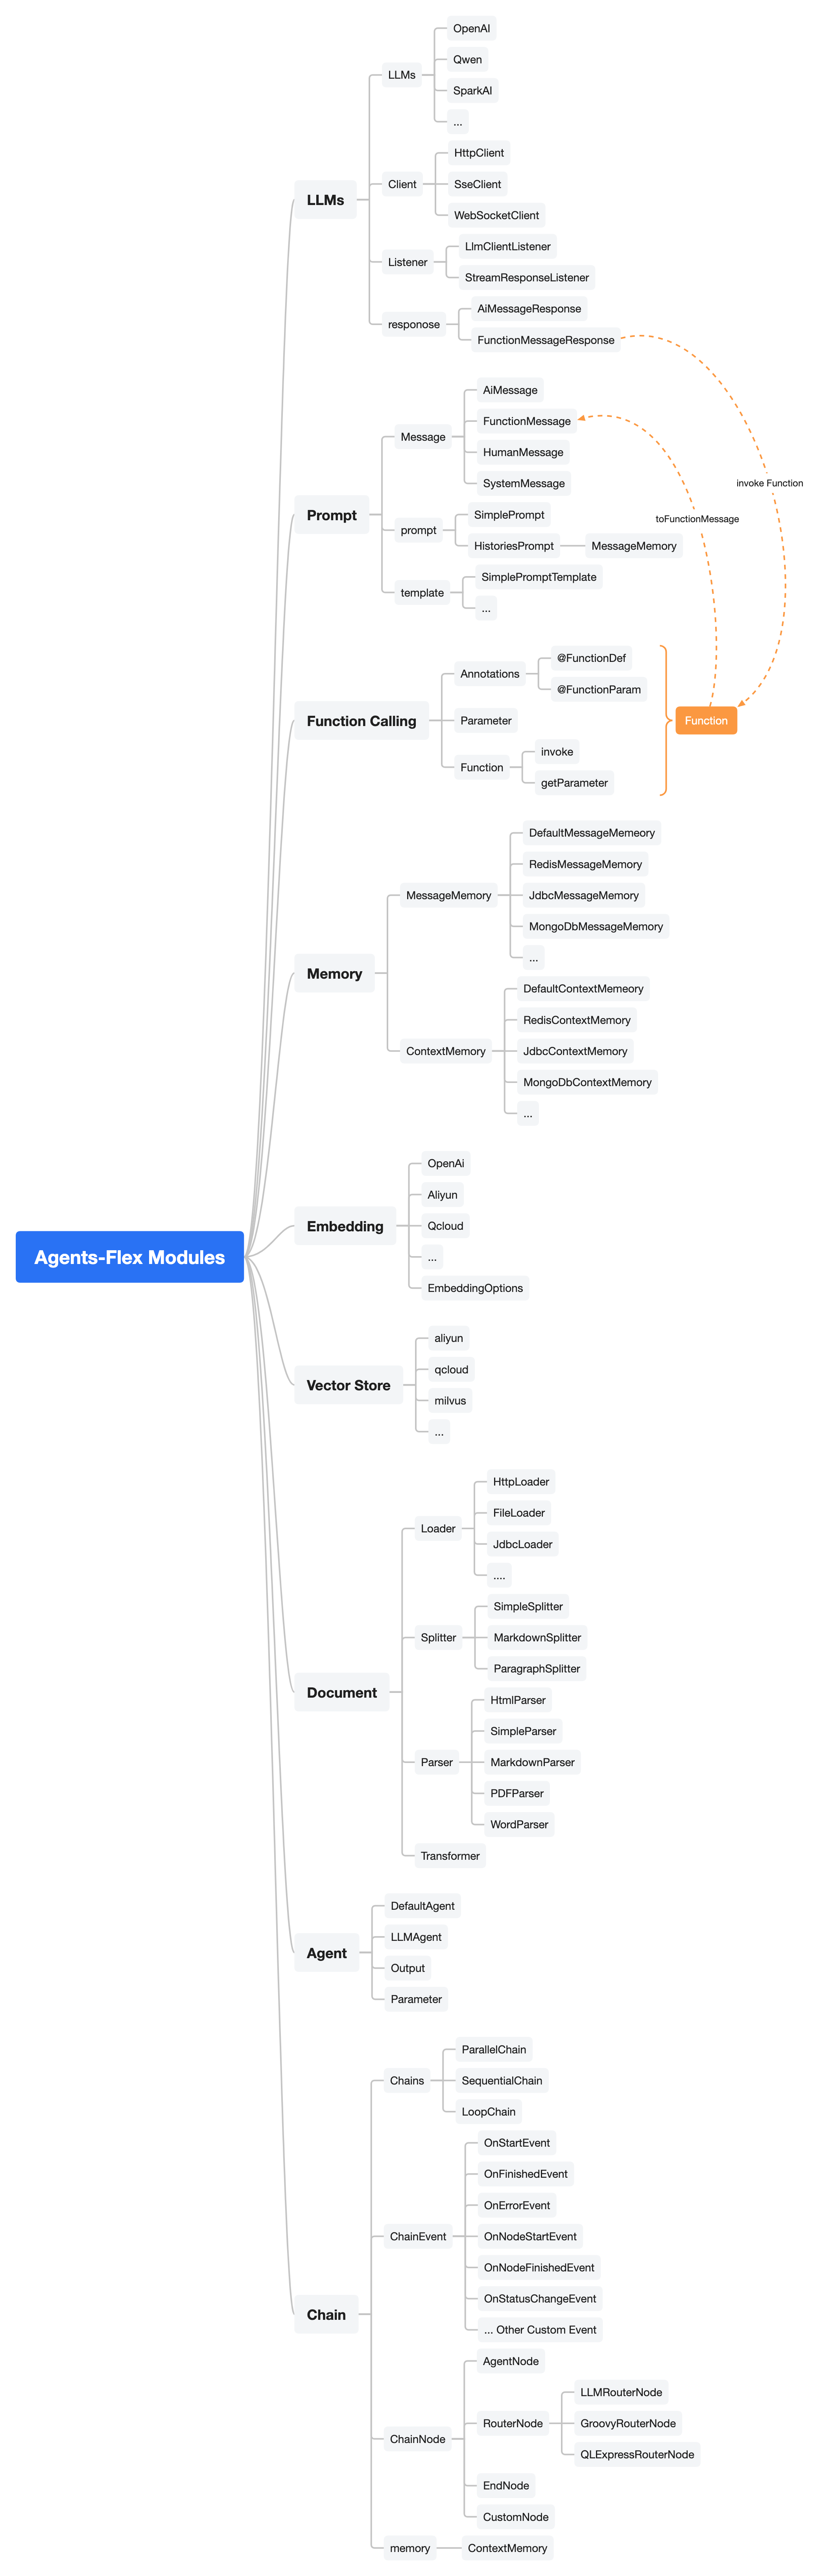 Agents-Flex Modules
LLMs
LLMs
OpenAI
Qwen
SparkAI
...
Client
HttpClient
SseClient
WebSocketClient
Listener
LlmClientListener
StreamResponseListener
responose
AiMessageResponse
FunctionMessageResponse
Prompt
Message
AiMessage
FunctionMessage
HumanMessage
SystemMessage
prompt
SimplePrompt
HistoriesPrompt
MessageMemory
template
SimplePromptTemplate
...
invoke Function
toFunctionMessage
Function Calling
Annotations
@FunctionDef
@FunctionParam
Parameter
Function
invoke
getParameter
Function
Memory
MessageMemory
DefaultMessageMemeory
RedisMessageMemory
JdbcMessageMemory
MongoDbMessageMemory
...
ContextMemory
DefaultContextMemeory
RedisContextMemory
JdbcContextMemory
MongoDbContextMemory
...
Embedding
OpenAi
Aliyun
Qcloud
...
EmbeddingOptions
Vector Store
aliyun
qcloud
milvus
...
Document
Loader
HttpLoader
FileLoader
JdbcLoader
....
Splitter
SimpleSplitter
MarkdownSplitter
ParagraphSplitter
Parser
HtmlParser
SimpleParser
MarkdownParser
PDFParser
WordParser
Transformer
Agent
DefaultAgent
LLMAgent
Output
Parameter
Chain
Chains
ParallelChain
SequentialChain
LoopChain
ChainEvent
OnStartEvent
OnFinishedEvent
OnErrorEvent
OnNodeStartEvent
OnNodeFinishedEvent
OnStatusChangeEvent
... Other Custom Event
ChainNode
AgentNode
RouterNode
LLMRouterNode
GroovyRouterNode
QLExpressRouterNode
EndNode
CustomNode
memory
ContextMemory